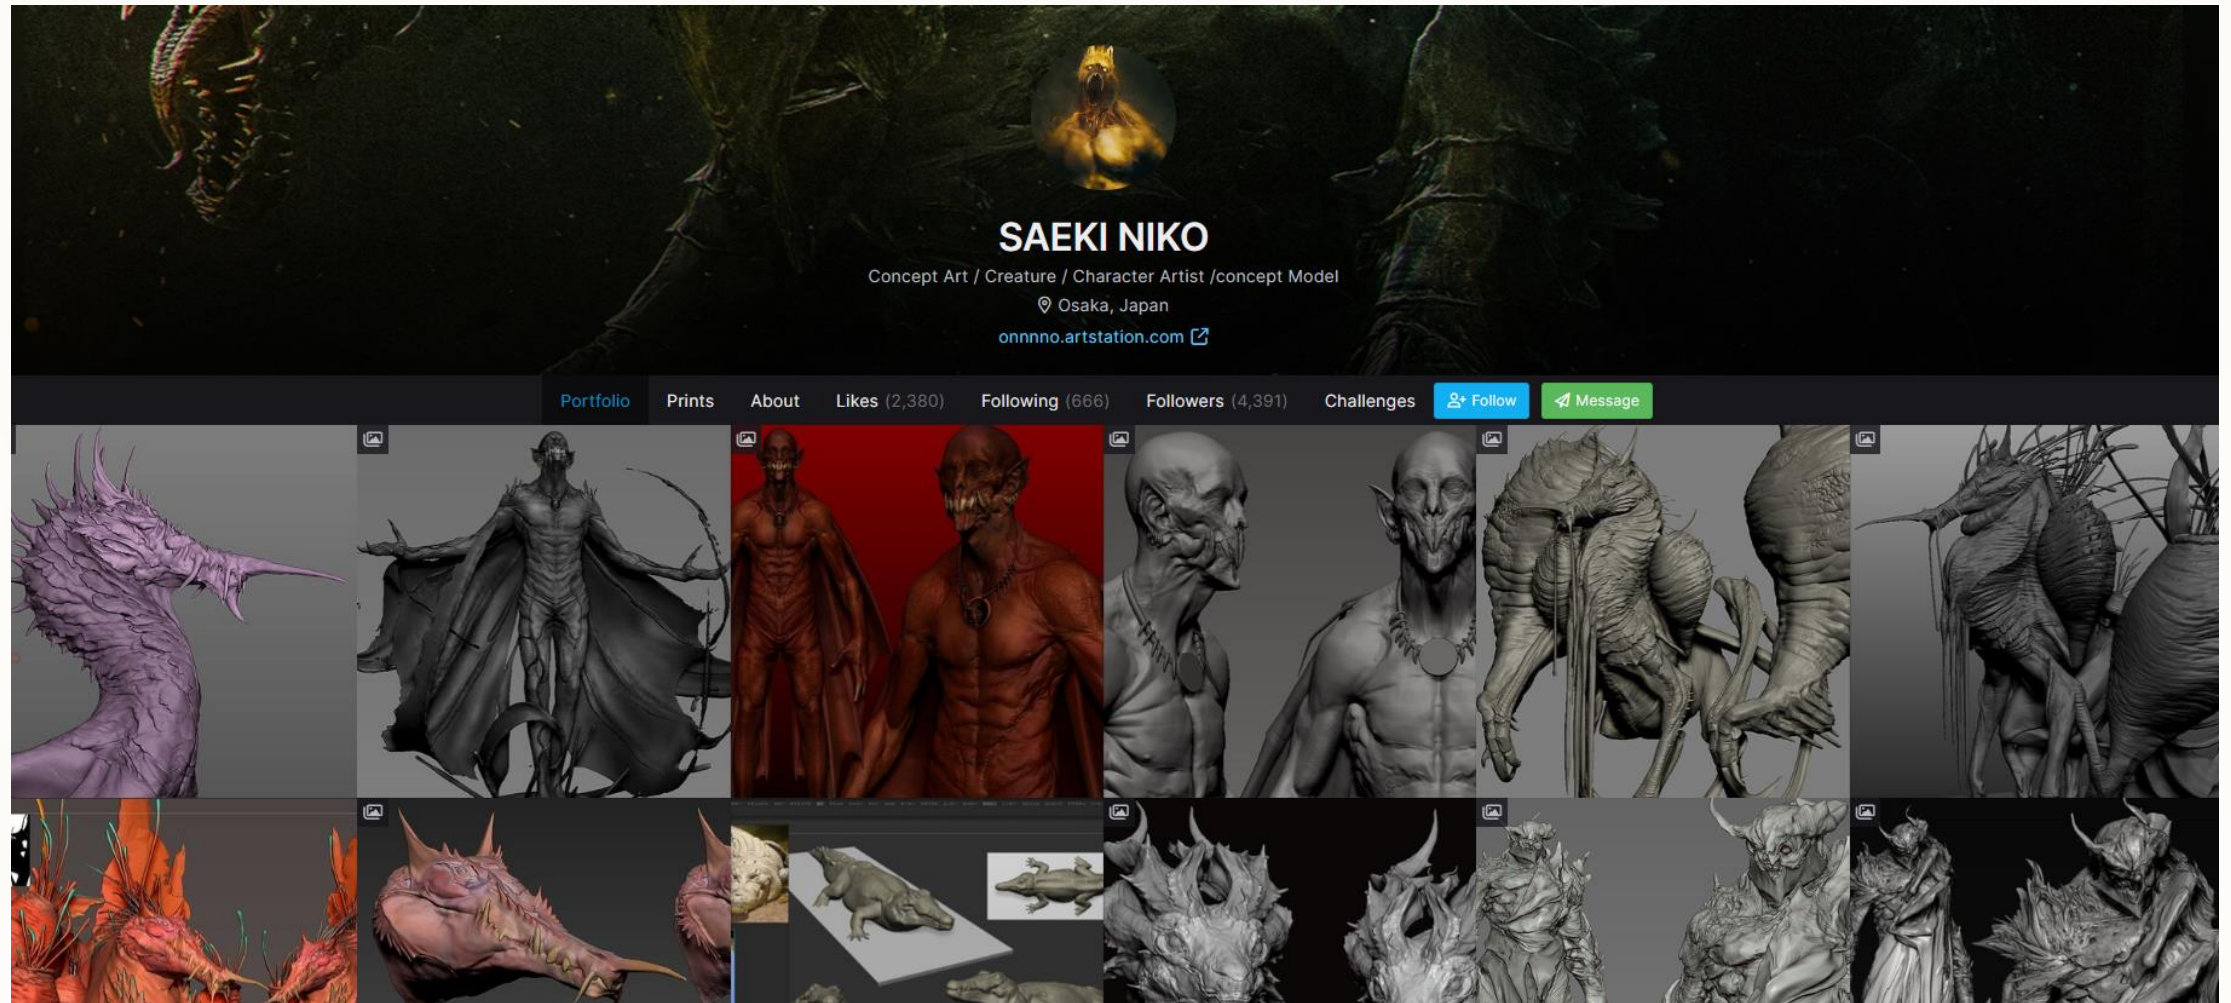 SAEKI NIKO
Concept Art / Creature / Character Artist /concept Model
Osaka, Japan
onnnno.artstation.com
Portfolio Prints About Likes (2,380) Following (666) Followers (4,391) Challenges Follow Message